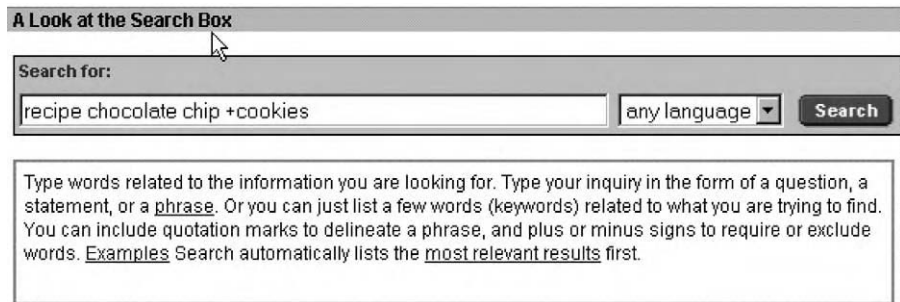 A Look at the Search Box
Search for:
recipe chocolate chip +cookies any language Search
Type words related to the information you are looking for. Type your inquiry in the form of a question, a
statement, or a phrase. Or you can just list a few words (keywords) related to what you are trying to find.
You can include quotation marks to delineate a phrase, and plus or minus signs to require or exclude
words. Examples Search automatically lists the most relevant results first.